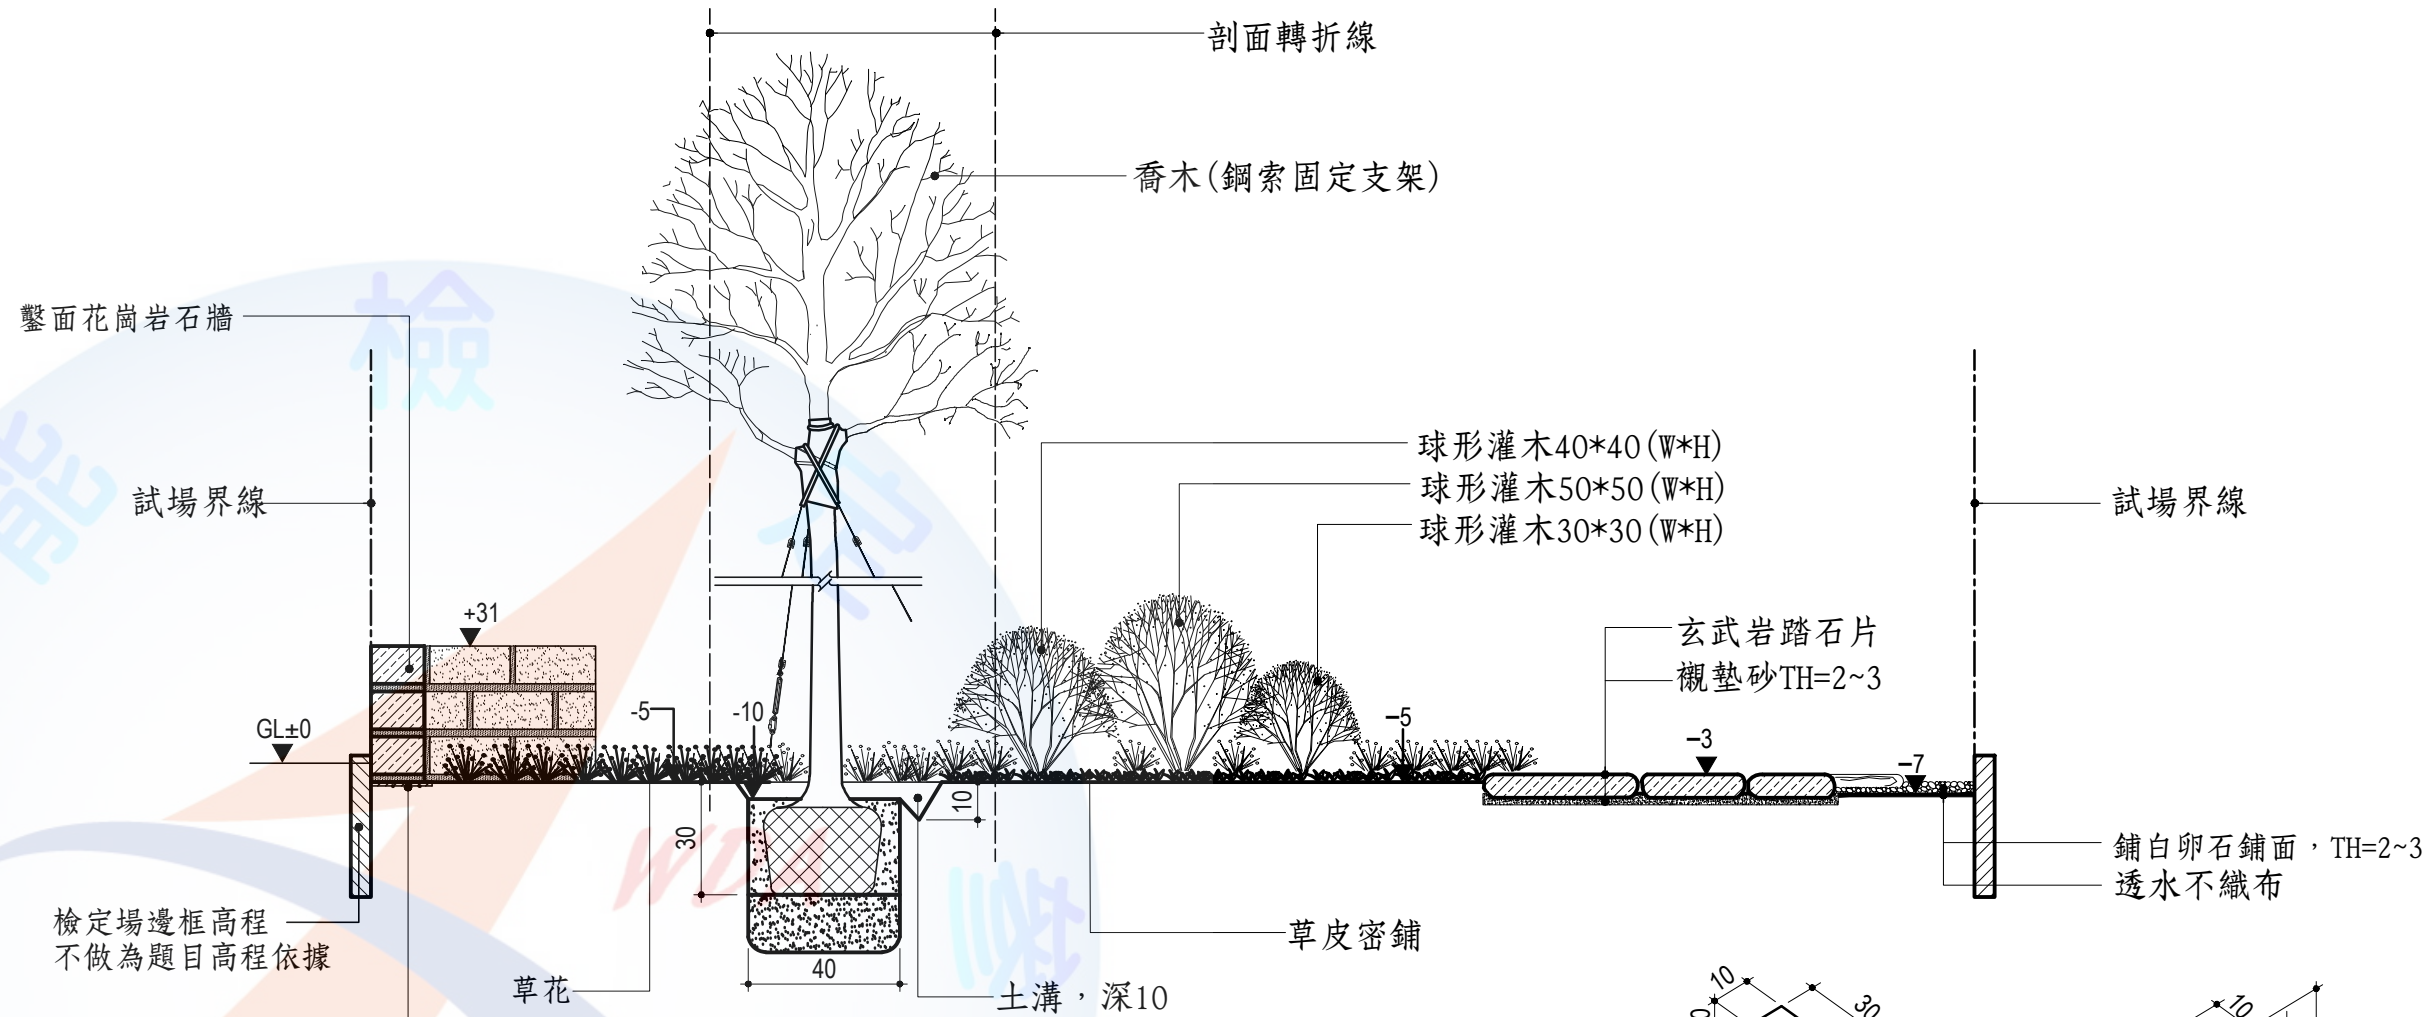 剖面轉折線
喬木(鋼索固定支架)
檢
鑿面花崗岩石牆
能
球形灌木40*40(W*H)
定
試場界線
球形灌木50*50(W*H)
試場界線
球形灌木30*30(W*H)
+31
玄武岩踏石片
襯墊砂TH=2~3
GL±0
-5
-10
-5
-3
-7
10
30
WDA
鋪白卵石鋪面，TH=2~3
透水不織布
檢定場邊框高程
不做為題目高程依據
草皮密鋪
40
草花
土溝，深10
10
30
10